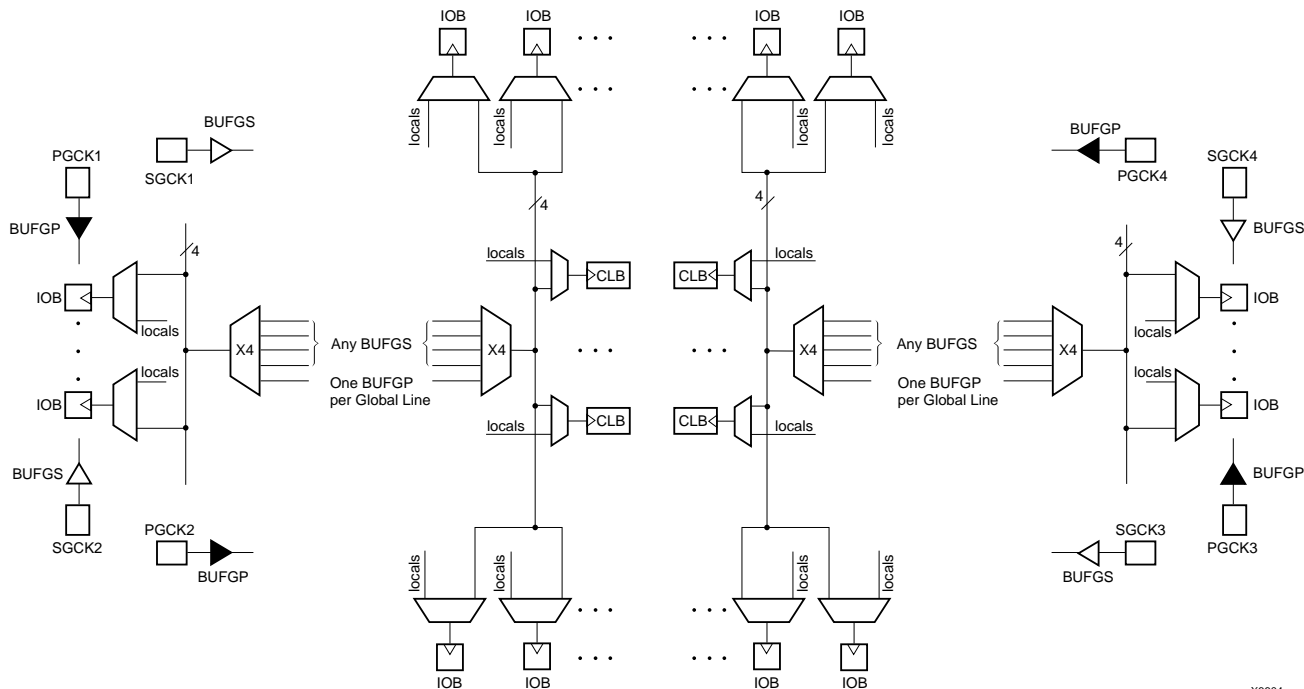 IOB IOB IOB IOB
• • • • • •
• • • • • •
locals locals locals locals
BUFGS BUFGP
PGCK1 SGCK4
SGCK1 PGCK4
4 4
BUFGP BUFGS
4 4
locals locals
CLB CLB
IOB IOB
locals locals
X4 Any BUFGS X4 • • • • • • X4 Any BUFGS X4
locals locals
One BUFGP One BUFGP
per Global Line per Global Line
IOB IOB
CLB CLB
locals locals
BUFGS BUFGP
PGCK2 SGCK3
SGCK2 PGCK3
BUFGP BUFGS
locals locals locals locals
• • • • • •
• • • • • •
IOB IOB IOB IOB